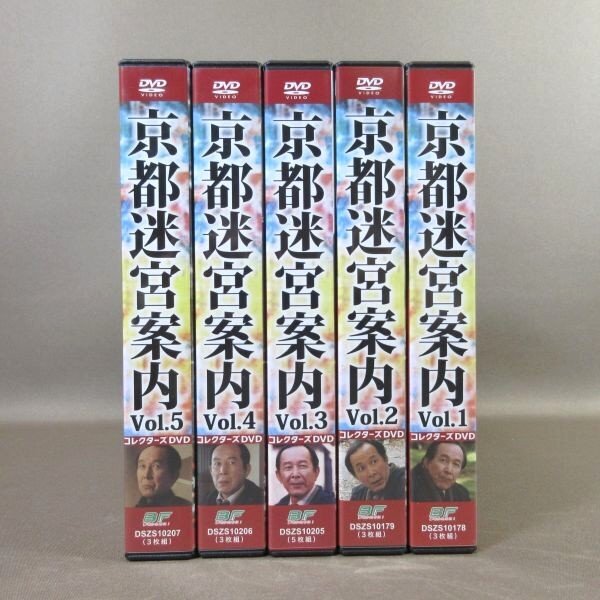 DVD
VIDEO
京都迷宮案内
Vol.5
コレクターズDVD
BF
DSZS10207
(3枚組)
DVD
VIDEO
京都迷宮案内
Vol.4
コレクターズDVD
BF
DSZS10206
(3枚組)
DVD
VIDEO
京都迷宮案内
Vol.3
コレクターズDVD
BF
DSZS10205
(5枚組)
DVD
VIDEO
京都迷宮案内
Vol.2
コレクターズDVD
BF
DSZS10179
(3枚組)
DVD
VIDEO
京都迷宮案内
Vol.1
コレクターズDVD
BF
DSZS10178
(3枚組)